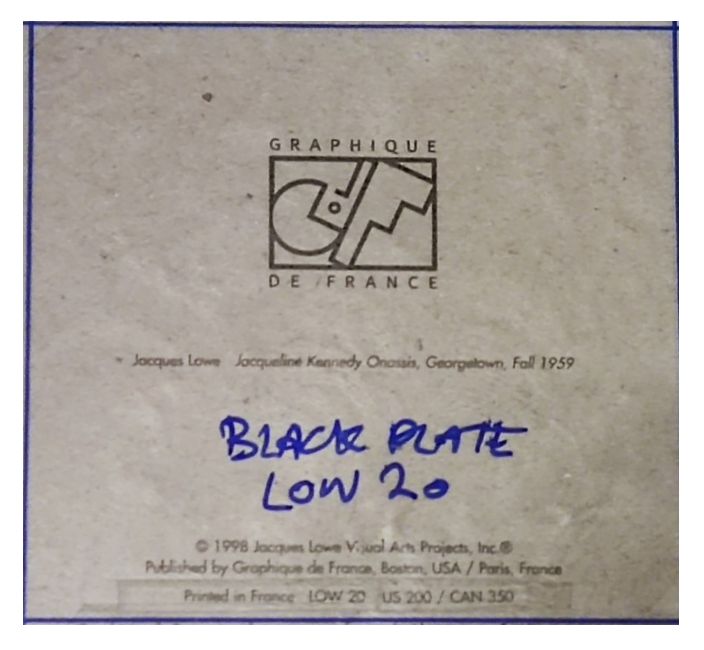 GRAPHIQUE
DE FRANCE
Jacques Lowe Jacqueline Kennedy Onassis, Georgetown, Fall 1959
BLACK PLATE
LOW 20
© 1998 Jacques Lowe Visual Arts Projects, Inc.®
Published by Graphique de France, Boston, USA / Paris, France
Printed in France LOW 20 US 200 / CAN 350